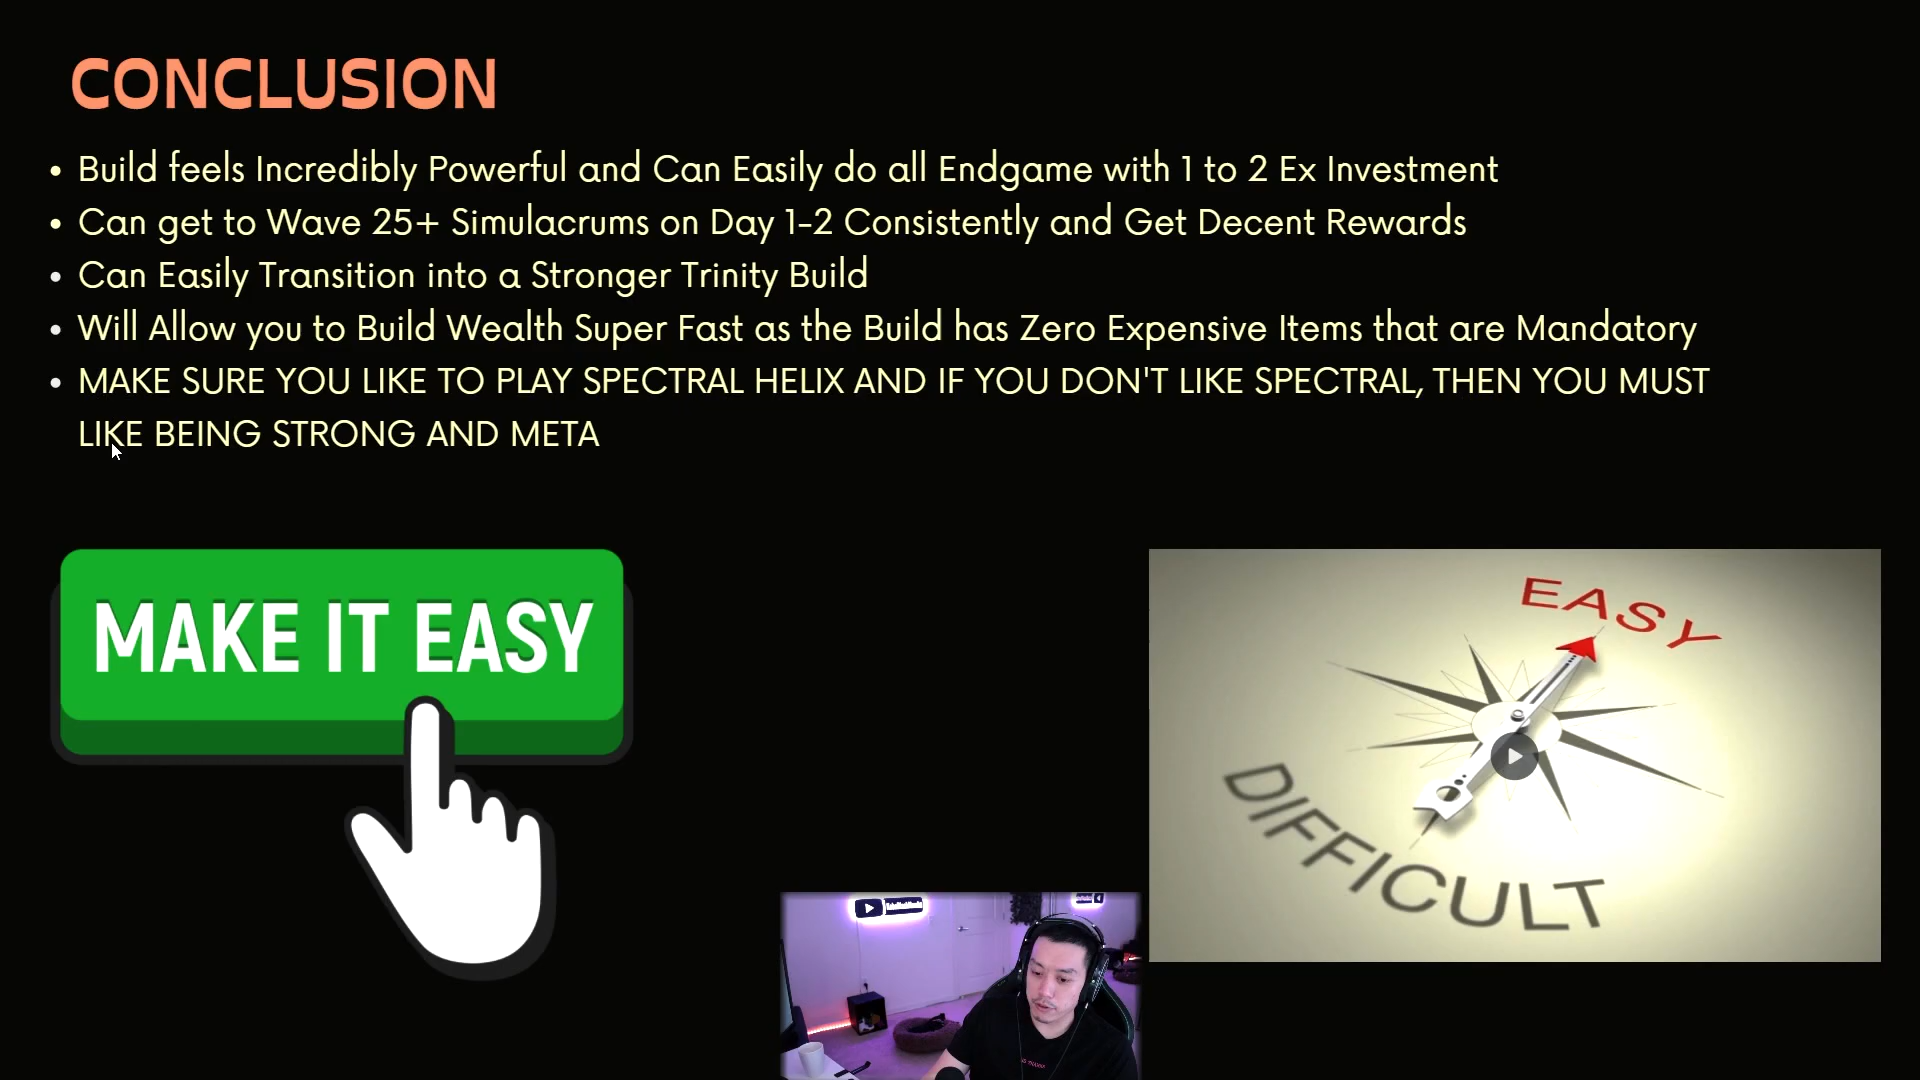 CONCLUSION
Build feels Incredibly Powerful and Can Easily do all Endgame with 1 to 2 Ex Investment
Can get to Wave 25+ Simulacrums on Day 1-2 Consistently and Get Decent Rewards
Can Easily Transition into a Stronger Trinity Build
Will Allow you to Build Wealth Super Fast as the Build has Zero Expensive Items that are Mandatory
MAKE SURE YOU LIKE TO PLAY SPECTRAL HELIX AND IF YOU DON'T LIKE SPECTRAL, THEN YOU MUST
LIKE BEING STRONG AND META
MAKE IT EASY
EASY
DIFFICULT